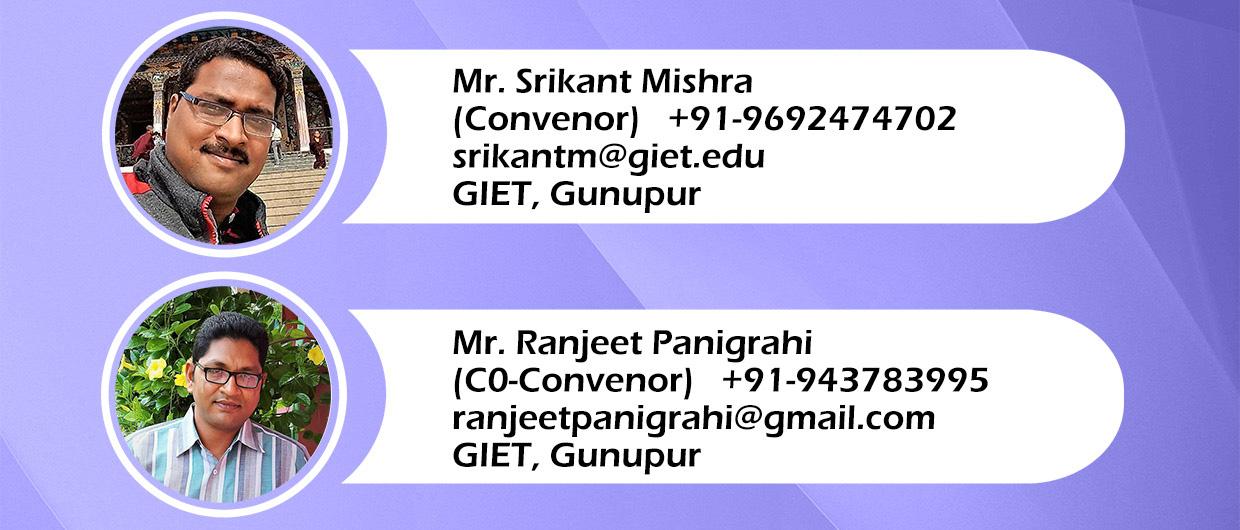 Mr. Srikant Mishra
(Convenor) +91-9692474702
srikantm@giet.edu
GIET, Gunupur
Mr. Ranjeet Panigrahi
(C0-Convenor) +91-943783995
ranjeetpanigrahi@gmail.com
GIET, Gunupur